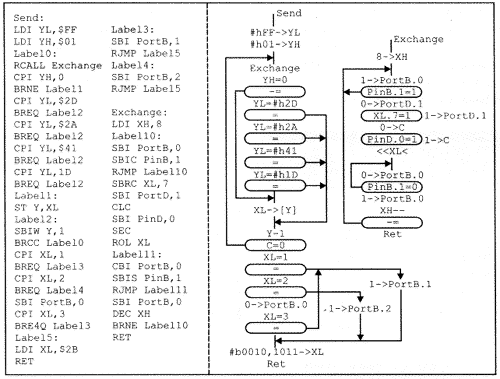 Send:
LDI YL,$FF
LDI YH,$01
Label0:
RCALL Exchange
CPI YH,0
BRNE Label1
CPI YL,$2D
BREQ Label2
CPI YL,$2A
BREQ Label2
CPI YL,$41
BREQ Label2
CPI YL,1D
BREQ Label2
Label1:
ST Y,XL
Label2:
SBIW Y,1
BRCC Label0
CPI XL,1
BREQ Label3
CPI XL,2
BREQ Label4
SBI PortB,0
CPI XL,3
BRE4Q Label3
Label5:
LDI XL,$2B
RET
Label3:
SBI PortB,1
RJMP Label5
Label4:
SBI PortB,2
RJMP Label5
Exchange:
LDI XH,8
Label10:
SBI PortB,0
SBIC PinB,1
RJMP Label10
SBRC XL,7
SBI PortD,1
CLC
SBI PinD,0
SEC
ROL XL
Label11:
CBI PortB,0
SBIS PinB,1
RJMP Label11
SBI PortB,0
DEC XH
BRNE Label10
RET
Send
#hFF->YL
#h01->YH
Exchange
YH=0
=
YL=#h2D
=
YL=#h2A
=
YL=#h41
=
YL=#h1D
=
XL->[Y]
Y-1
C=0
XL=1
=
XL=2
=
0->PortB.0
XL=3
=
1->PortB.1
1->PortB.2
#b0010,1011->XL
Ret
Exchange
8->XH
1->PortB.0
PinB.1=1
0->PortD.1
XL.7=1
1->PortD.1
0->C
PinD.0=1
1->C
<<XL<
0->PortB.0
PinB.1=0
1->PortB.0
XH--
Ret